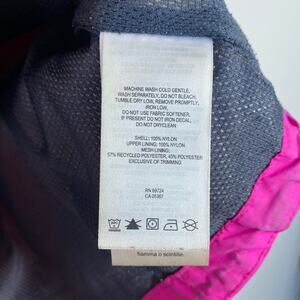 MACHINE WASH COLD GENTLE,
WASH SEPARATELY, DO NOT BLEACH,
TUMBLE DRY LOW, REMOVE PROMPTLY,
IRON LOW,
DO NOT USE FABRIC SOFTENER,
IF PRESENT DO NOT IRON DECAL,
DO NOT DRYCLEAN
SHELL: 100% NYLON
UPPER LINING: 100% NYLON
MESH LINING:
57% RECYCLED POLYESTER, 43% POLYESTER
EXCLUSIVE OF TRIMMING
RN 69724
CA 05367
fiamma o scintille.